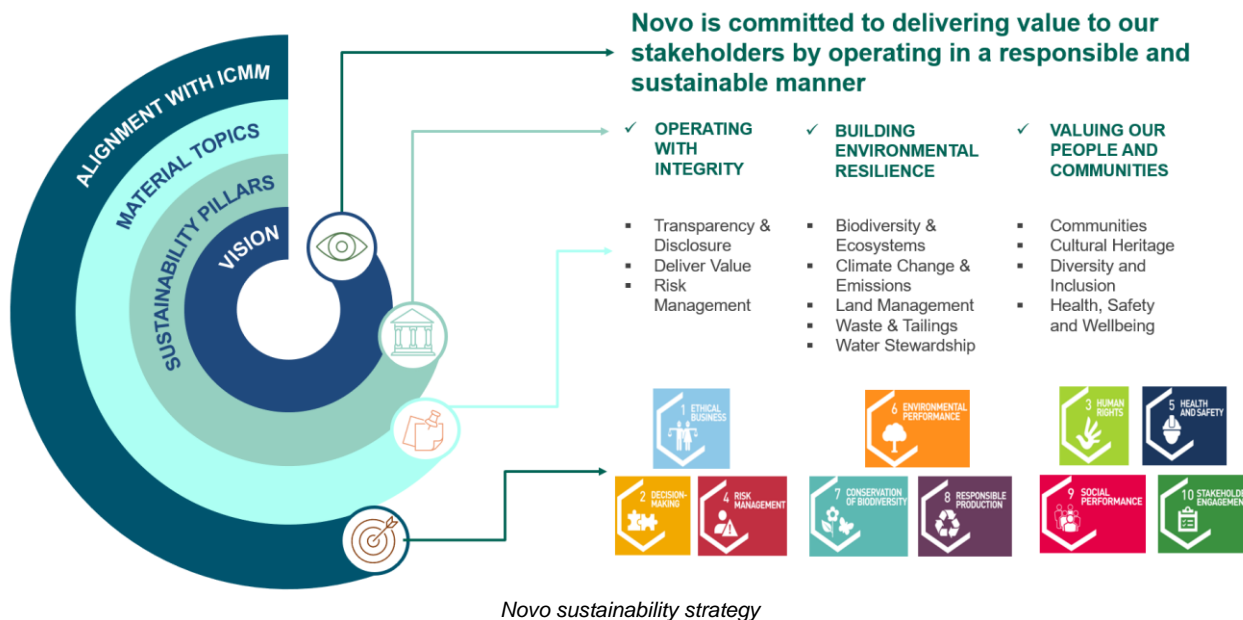 Novo is committed to delivering value to our
stakeholders by operating in a responsible and
sustainable manner
ALIGNMENT WITH ICMM
MATERIAL TOPICS
SUSTAINABILITY PILLARS
VISION
✓ OPERATING
WITH
INTEGRITY
▪ Transparency &
Disclosure
▪ Deliver Value
▪ Risk
Management
✓ BUILDING
ENVIRONMENTAL
RESILIENCE
▪ Biodiversity &
Ecosystems
▪ Climate Change &
Emissions
▪ Land Management
▪ Waste & Tailings
▪ Water Stewardship
✓ VALUING OUR
PEOPLE AND
COMMUNITIES
▪ Communities
▪ Cultural Heritage
▪ Diversity and
Inclusion
▪ Health, Safety
and Wellbeing
1 ETHICAL
BUSINESS
2 DECISION-
MAKING
4 RISK
MANAGEMENT
6 ENVIRONMENTAL
PERFORMANCE
7 CONSERVATION
OF BIODIVERSITY
8 RESPONSIBLE
PRODUCTION
3 HUMAN
RIGHTS
5 HEALTH
AND SAFETY
9 SOCIAL
PERFORMANCE
10 STAKEHOLDER
ENGAGEMENT
Novo sustainability strategy